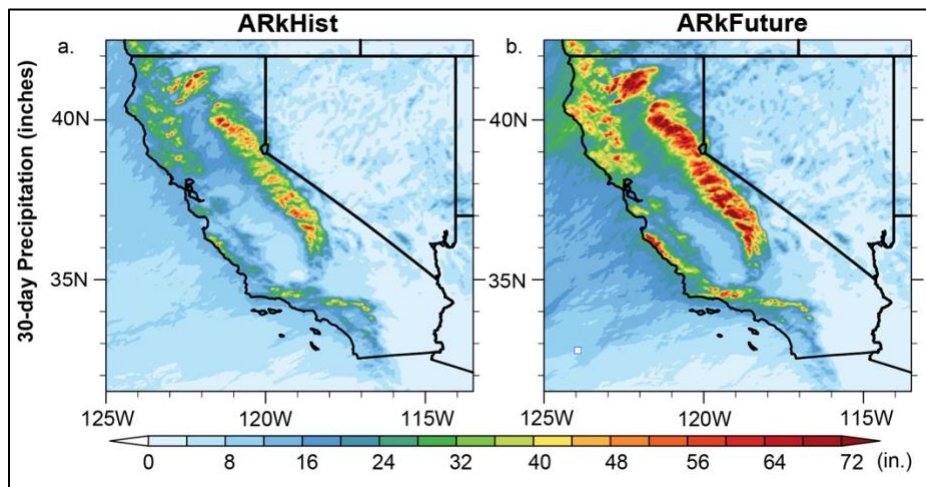 ARkHist
ARkFuture
a.
b.
30-day Precipitation (inches)
40N
35N
40N
35N
125W 120W 115W
125W 120W 115W
0 8 16 24 32 40 48 56 64 72 (in.)